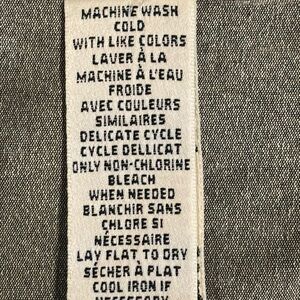 MACHINE WASH
COLD
WITH LIKE COLORS
LAVER À LA
MACHINE À L'EAU
FROIDE
AVEC COULEURS
SIMILAIRES
DELICATE CYCLE
CYCLE DELLICAT
ONLY NON-CHLORINE
BLEACH
WHEN NEEDED
BLANCHIR SANS
CHLORE SI
NÉCESSAIRE
LAY FLAT TO DRY
SÉCHER À PLAT
COOL IRON IF
NECESSARY